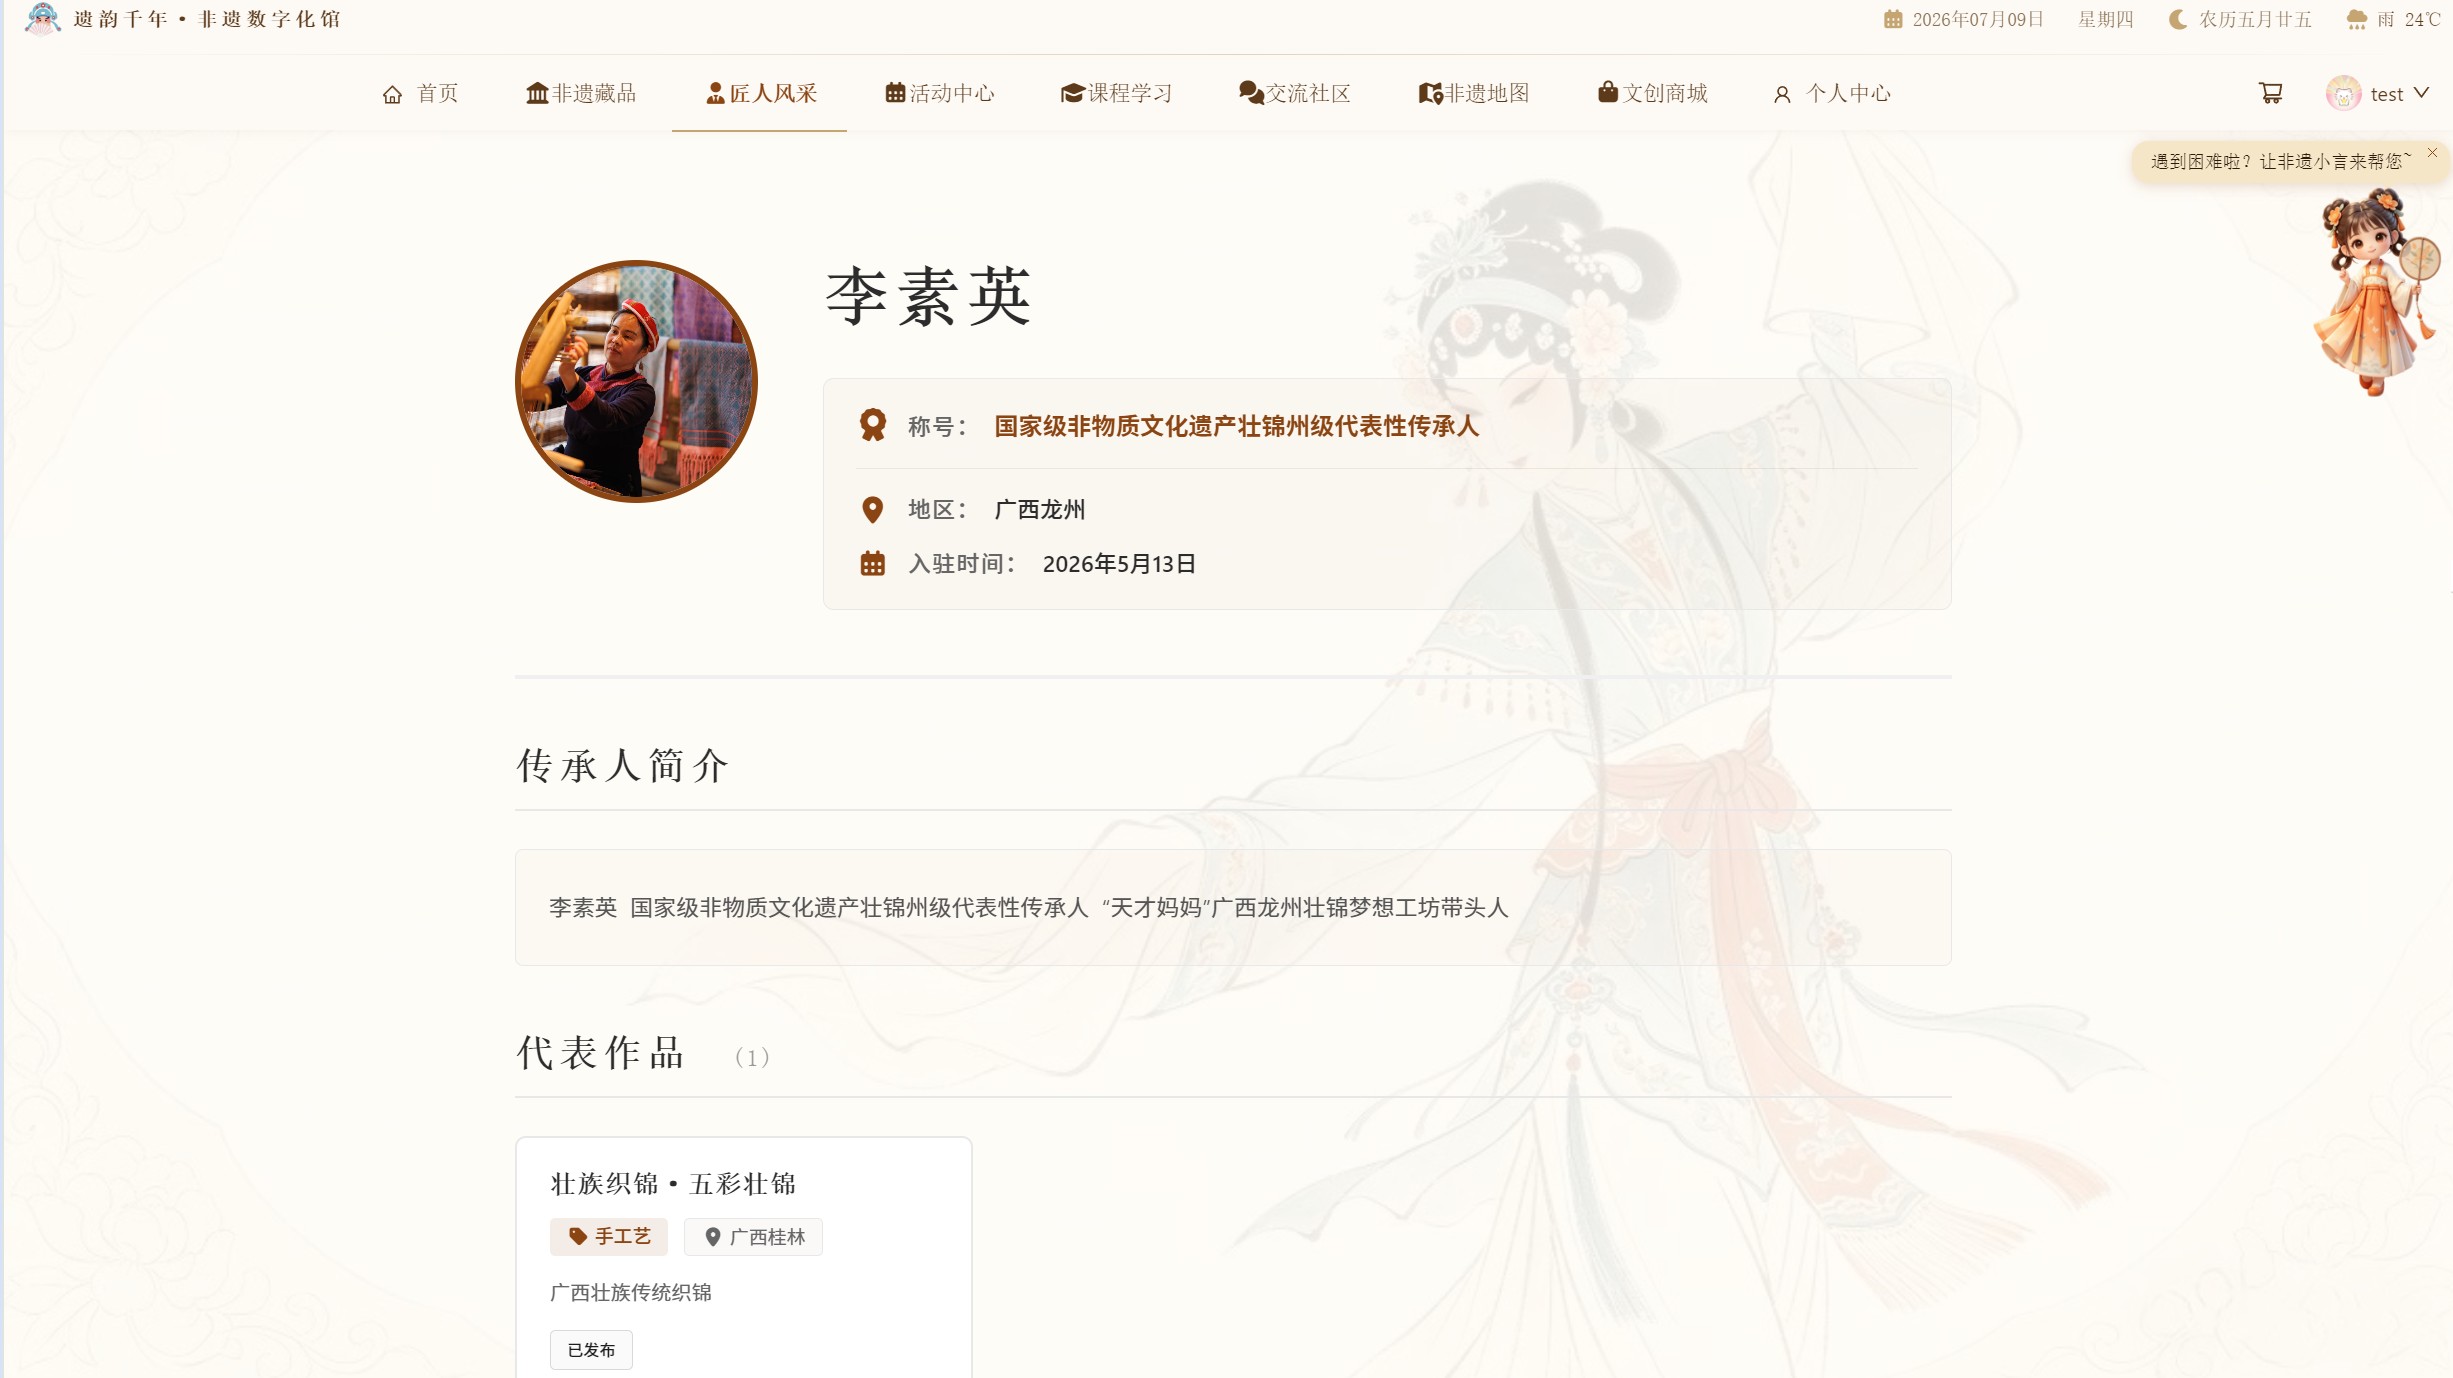 遗韵千年·非遗数字化馆
2026年07月09日 星期四 农历五月廿五 雨 24℃
首页 非遗藏品 匠人风采 活动中心 课程学习 交流社区 非遗地图 文创商城 个人中心 test
遇到困难啦？让非遗小言来帮您~
李素英
称号： 国家级非物质文化遗产壮锦州级代表性传承人
地区： 广西龙州
入驻时间： 2026年5月13日
传承人简介
李素英 国家级非物质文化遗产壮锦州级代表性传承人 “天才妈妈”广西龙州壮锦梦想工坊带头人
代表作品 （1）
壮族织锦·五彩壮锦
手工艺 广西桂林
广西壮族传统织锦
已发布